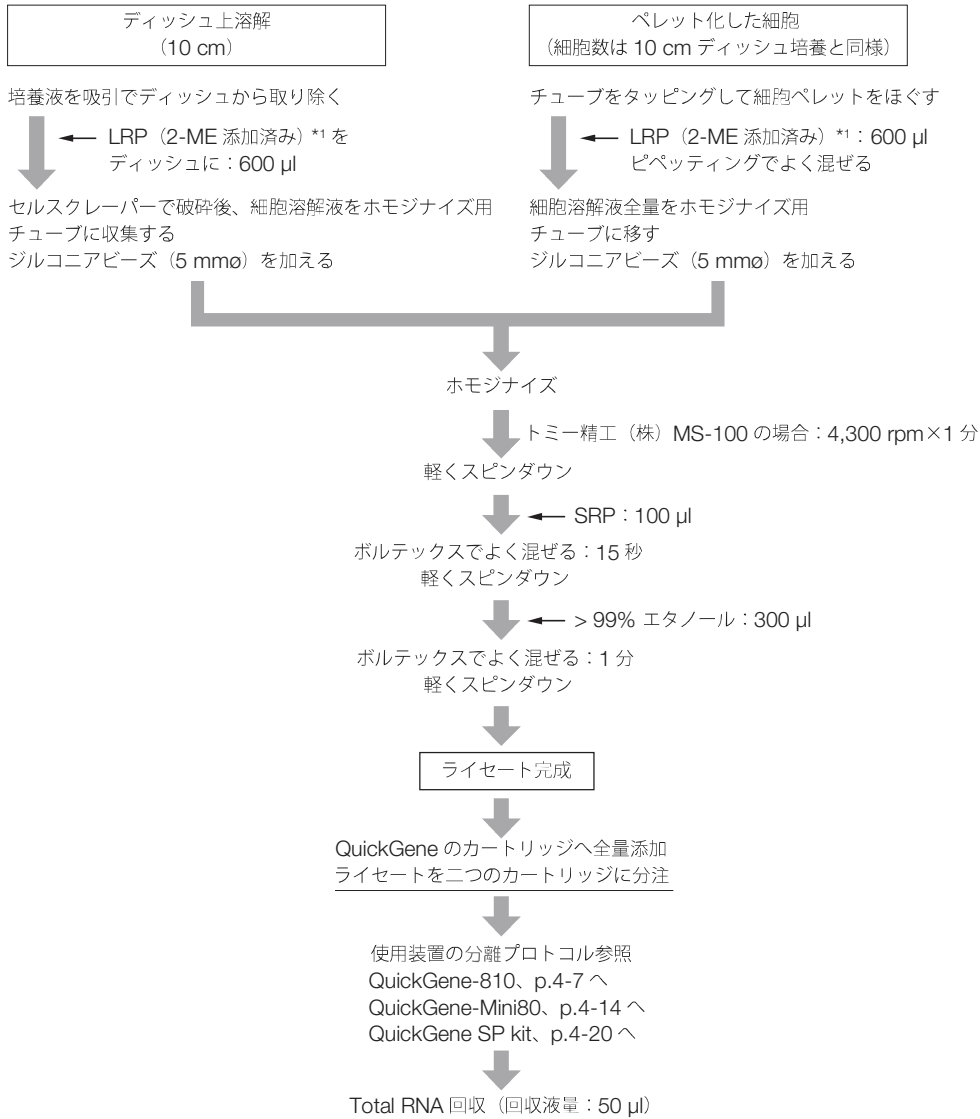 ディッシュ上溶解
(10 cm)
培養液を吸引でディッシュから取り除く
LRP（2-ME 添加済み）*1 を
ディッシュに：600 µl
セルスクレーパーで破砕後、細胞溶解液をホモジナイズ用
チューブに収集する
ジルコニアビーズ（5 mmø）を加える
ペレット化した細胞
（細胞数は 10 cm ディッシュ培養と同様）
チューブをタッピングして細胞ペレットをほぐす
LRP（2-ME 添加済み）*1：600 µl
ピペッティングでよく混ぜる
細胞溶解液全量をホモジナイズ用
チューブに移す
ジルコニアビーズ（5 mmø）を加える
ホモジナイズ
トミー精工（株）MS-100 の場合：4,300 rpm×1 分
軽くスピンダウン
SRP：100 µl
ボルテックスでよく混ぜる：15 秒
軽くスピンダウン
> 99% エタノール：300 µl
ボルテックスでよく混ぜる：1 分
軽くスピンダウン
ライセート完成
QuickGene のカートリッジへ全量添加
ライセートを二つのカートリッジに分注
使用装置の分離プロトコル参照
QuickGene-810、p.4-7 へ
QuickGene-Mini80、p.4-14 へ
QuickGene SP kit、p.4-20 へ
Total RNA 回収（回収液量：50 µl）